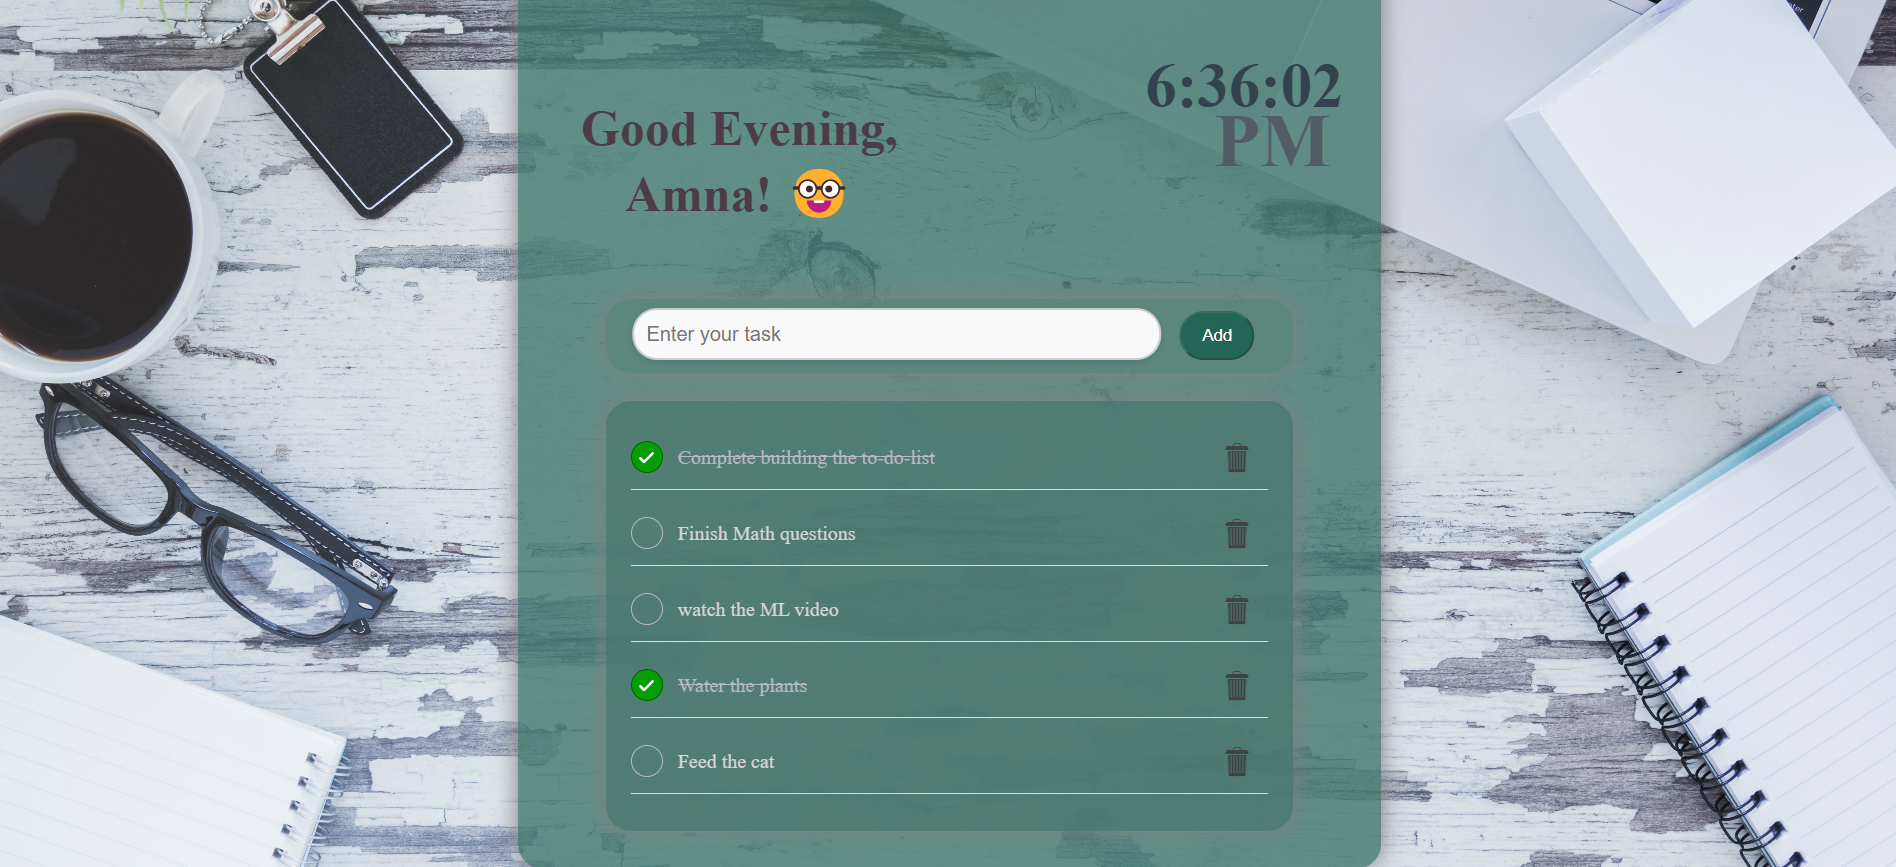 Good Evening,
Amna! 🤓
6:36:02
PM
Enter your task
Add
Complete building the to-do-list
Finish Math questions
watch the ML video
Water the plants
Feed the cat